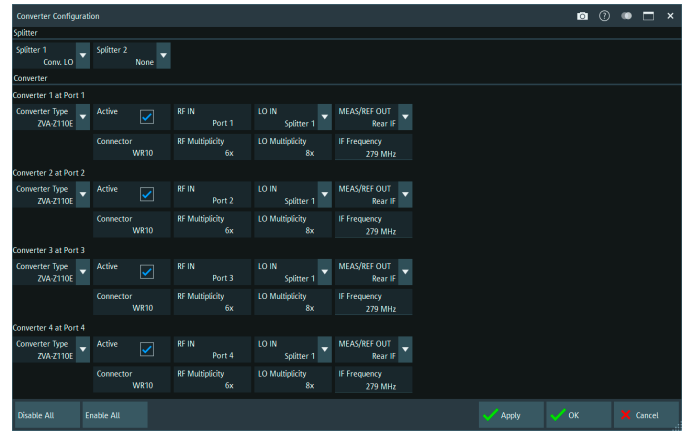 Converter Configuration
Splitter
Splitter 1 Splitter 2
Conv. LO None
Converter
Converter 1 at Port 1
Converter Type Active RF IN LO IN MEAS/REF OUT
ZVA-Z110E Port 1 Splitter 1 Rear IF
Connector RF Multiplicity LO Multiplicity IF Frequency
WR10 6x 8x 279 MHz
Converter 2 at Port 2
Converter Type Active RF IN LO IN MEAS/REF OUT
ZVA-Z110E Port 2 Splitter 1 Rear IF
Connector RF Multiplicity LO Multiplicity IF Frequency
WR10 6x 8x 279 MHz
Converter 3 at Port 3
Converter Type Active RF IN LO IN MEAS/REF OUT
ZVA-Z110E Port 3 Splitter 1 Rear IF
Connector RF Multiplicity LO Multiplicity IF Frequency
WR10 6x 8x 279 MHz
Converter 4 at Port 4
Converter Type Active RF IN LO IN MEAS/REF OUT
ZVA-Z110E Port 4 Splitter 1 Rear IF
Connector RF Multiplicity LO Multiplicity IF Frequency
WR10 6x 8x 279 MHz
Disable All Enable All Apply OK Cancel